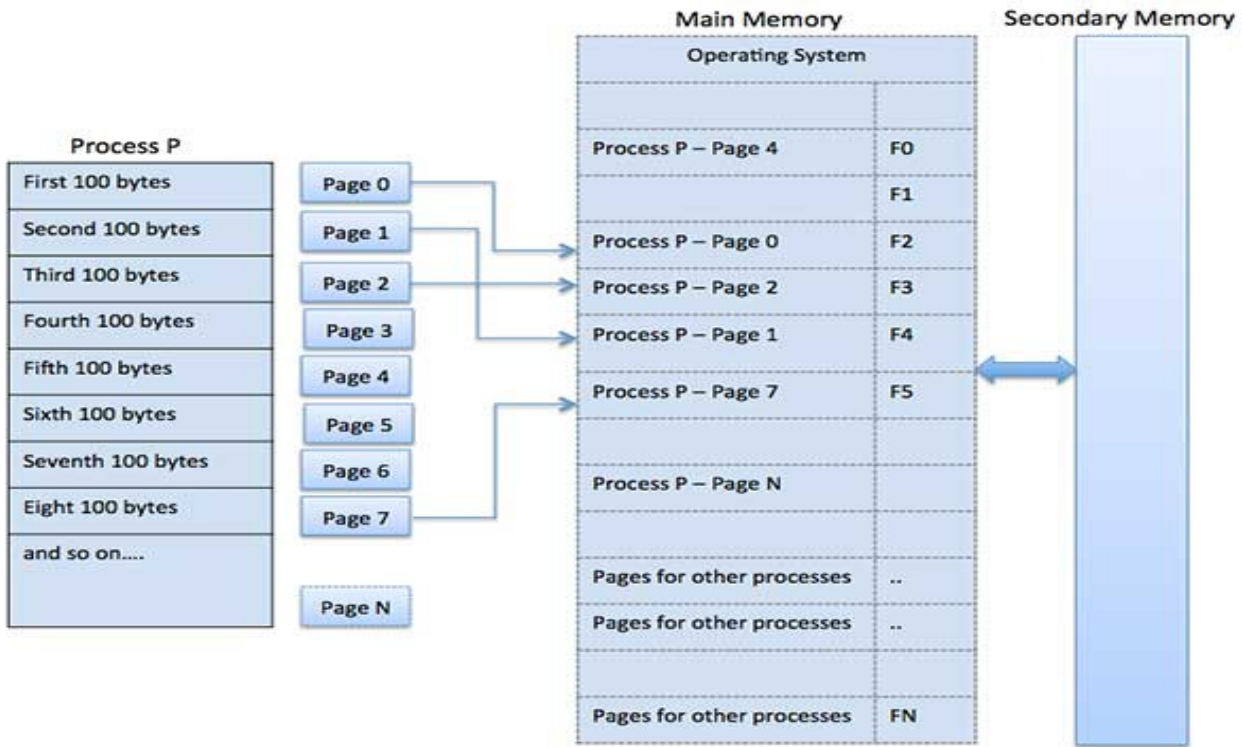 Main Memory
Secondary Memory
Operating System
Process P
First 100 bytes
Second 100 bytes
Third 100 bytes
Fourth 100 bytes
Fifth 100 bytes
Sixth 100 bytes
Seventh 100 bytes
Eight 100 bytes
and so on....
Page 0
Page 1
Page 2
Page 3
Page 4
Page 5
Page 6
Page 7
Page N
Process P – Page 4 F0
F1
Process P – Page 0 F2
Process P – Page 2 F3
Process P – Page 1 F4
Process P – Page 7 F5
Process P – Page N
Pages for other processes ..
Pages for other processes ..
Pages for other processes FN